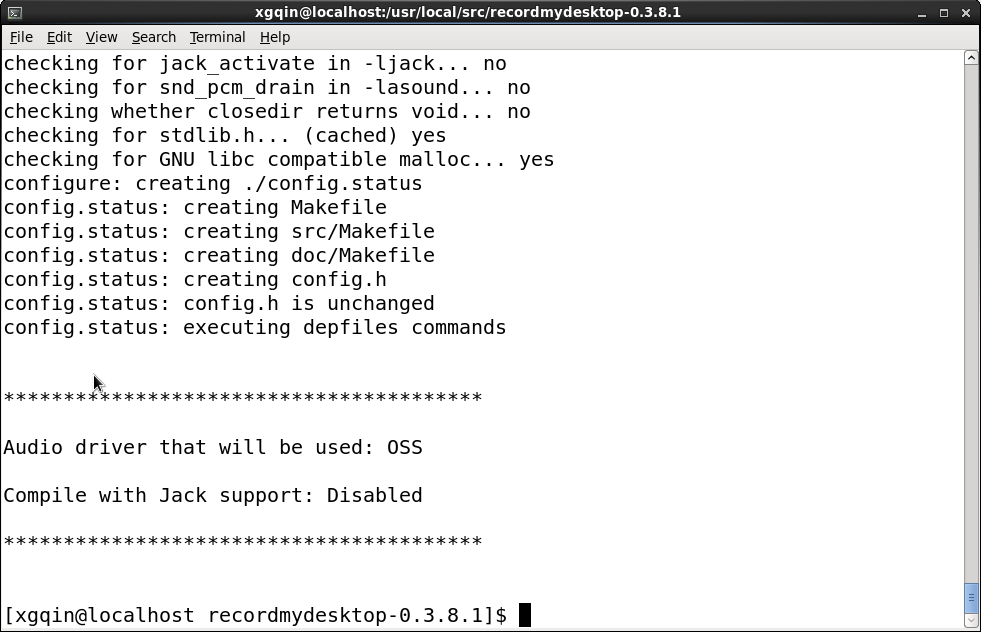 xgqin@localhost:/usr/local/src/recordmydesktop-0.3.8.1
File Edit View Search Terminal Help
checking for jack_activate in -ljack... no
checking for snd_pcm_drain in -lasound... no
checking whether closedir returns void... no
checking for stdlib.h... (cached) yes
checking for GNU libc compatible malloc... yes
configure: creating ./config.status
config.status: creating Makefile
config.status: creating src/Makefile
config.status: creating doc/Makefile
config.status: creating config.h
config.status: config.h is unchanged
config.status: executing depfiles commands
****************************************
Audio driver that will be used: OSS
Compile with Jack support: Disabled
****************************************
[xgqin@localhost recordmydesktop-0.3.8.1]$